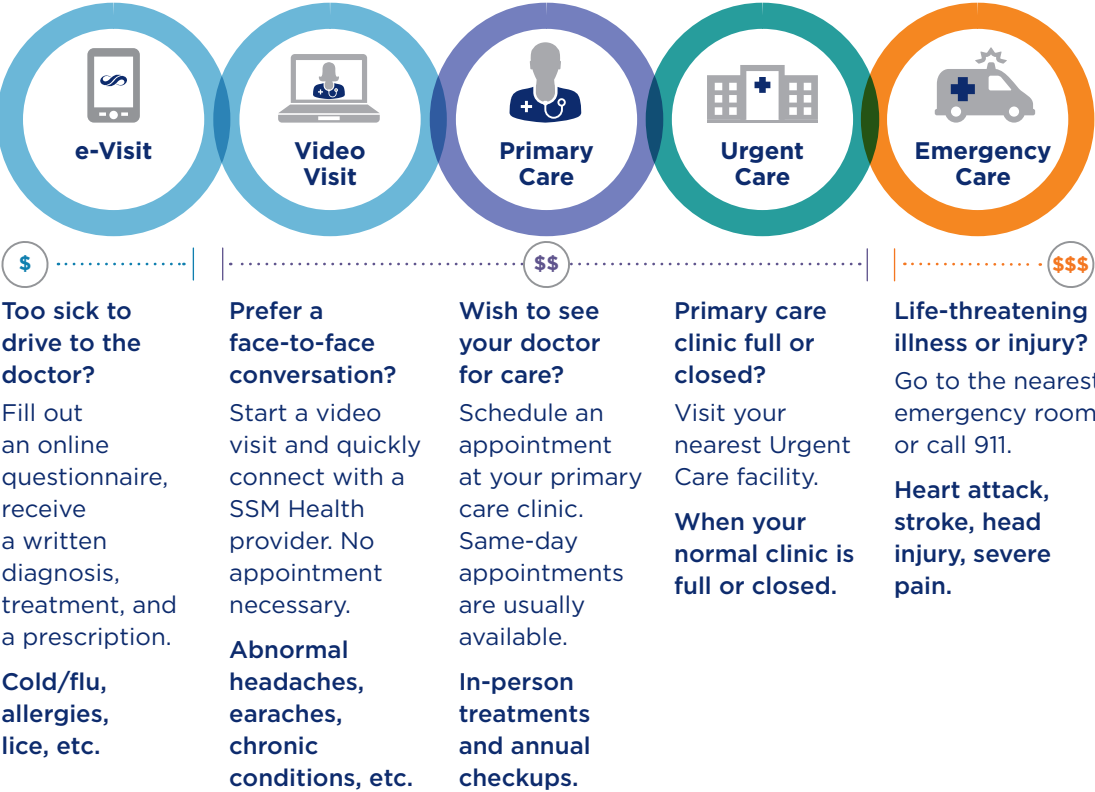 e-Visit
Video
Visit
Primary
Care
Urgent
Care
Emergency
Care
$
$$
$$$
Too sick to
drive to the
doctor?
Fill out
an online
questionnaire,
receive
a written
diagnosis,
treatment, and
a prescription.
Cold/flu,
allergies,
lice, etc.
Prefer a
face-to-face
conversation?
Start a video
visit and quickly
connect with a
SSM Health
provider. No
appointment
necessary.
Abnormal
headaches,
earaches,
chronic
conditions, etc.
Wish to see
your doctor
for care?
Schedule an
appointment
at your primary
care clinic.
Same-day
appointments
are usually
available.
In-person
treatments
and annual
checkups.
Primary care
clinic full or
closed?
Visit your
nearest Urgent
Care facility.
When your
normal clinic is
full or closed.
Life-threatening
illness or injury?
Go to the nearest
emergency room
or call 911.
Heart attack,
stroke, head
injury, severe
pain.